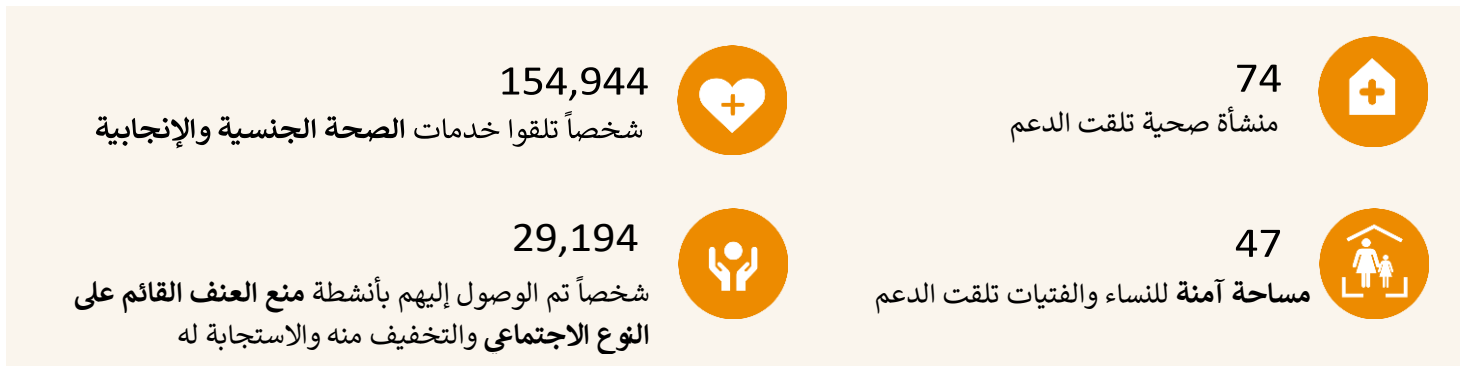 74
منشأة صحية تلقت الدعم
154,944
شخصاً تلقوا خدمات الصحة الجنسية والإنجابية
47
مساحة آمنة للنساء والفتيات تلقت الدعم
29,194
شخصاً تم الوصول إليهم بأنشطة منع العنف القائم على
النوع الاجتماعي والتخفيف منه والاستجابة له